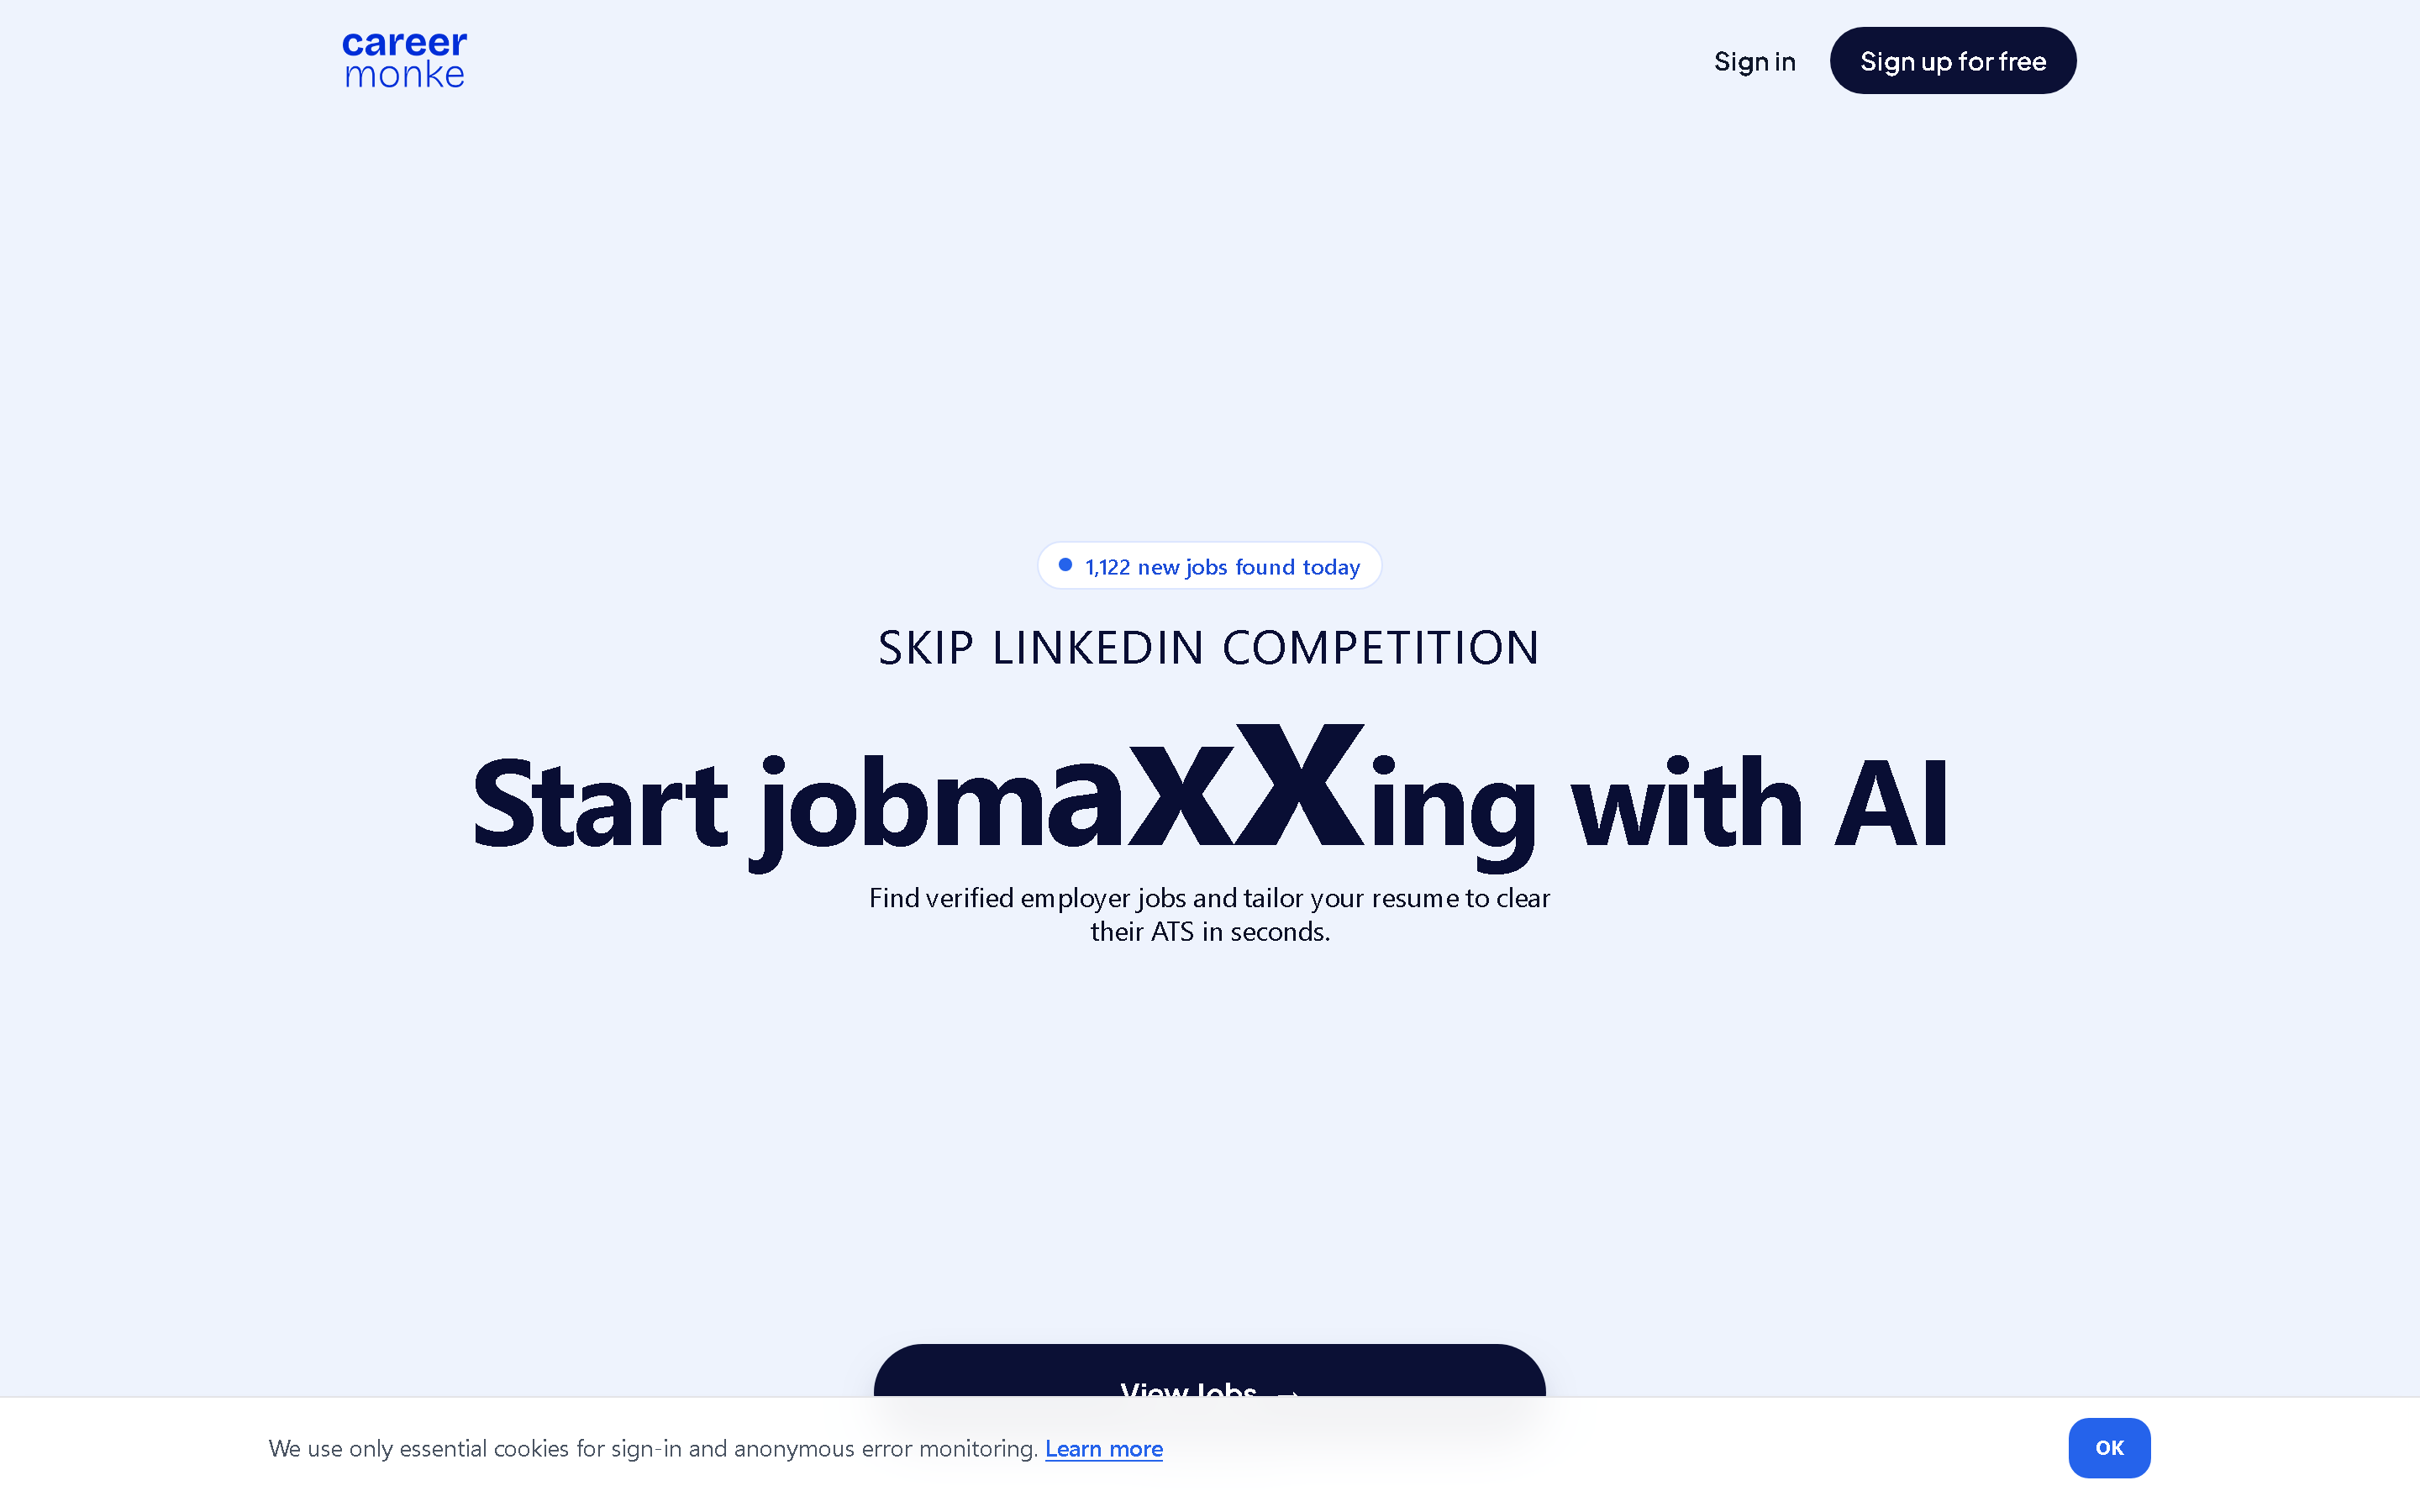 career
monke
Sign in
Sign up for free
1,122 new jobs found today
SKIP LINKEDIN COMPETITION
Start jobmaxXing with AI
Find verified employer jobs and tailor your resume to clear
their ATS in seconds.
View Jobs →
We use only essential cookies for sign-in and anonymous error monitoring. Learn more
OK